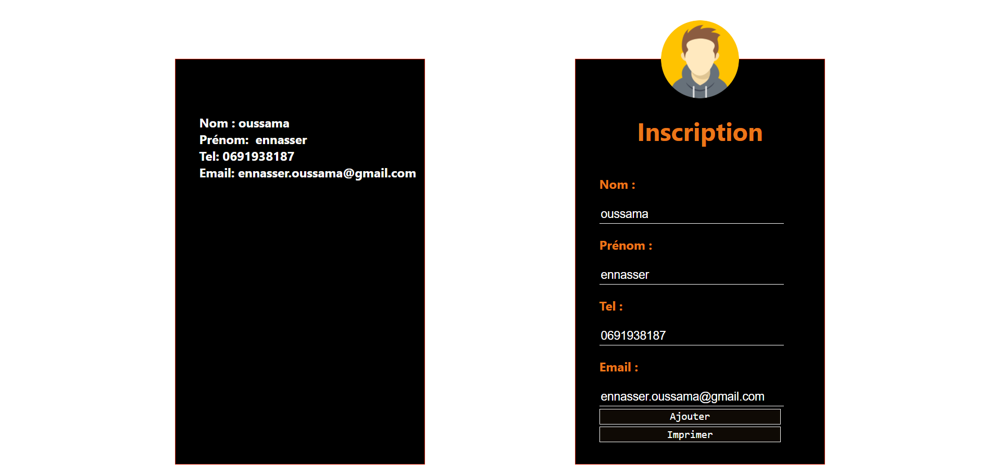 Nom : oussama
Prénom:  ennasser
Tel: 0691938187
Email: ennasser.oussama@gmail.com
Inscription
Nom :
oussama
Prénom :
ennasser
Tel :
0691938187
Email :
ennasser.oussama@gmail.com
Ajouter
Imprimer